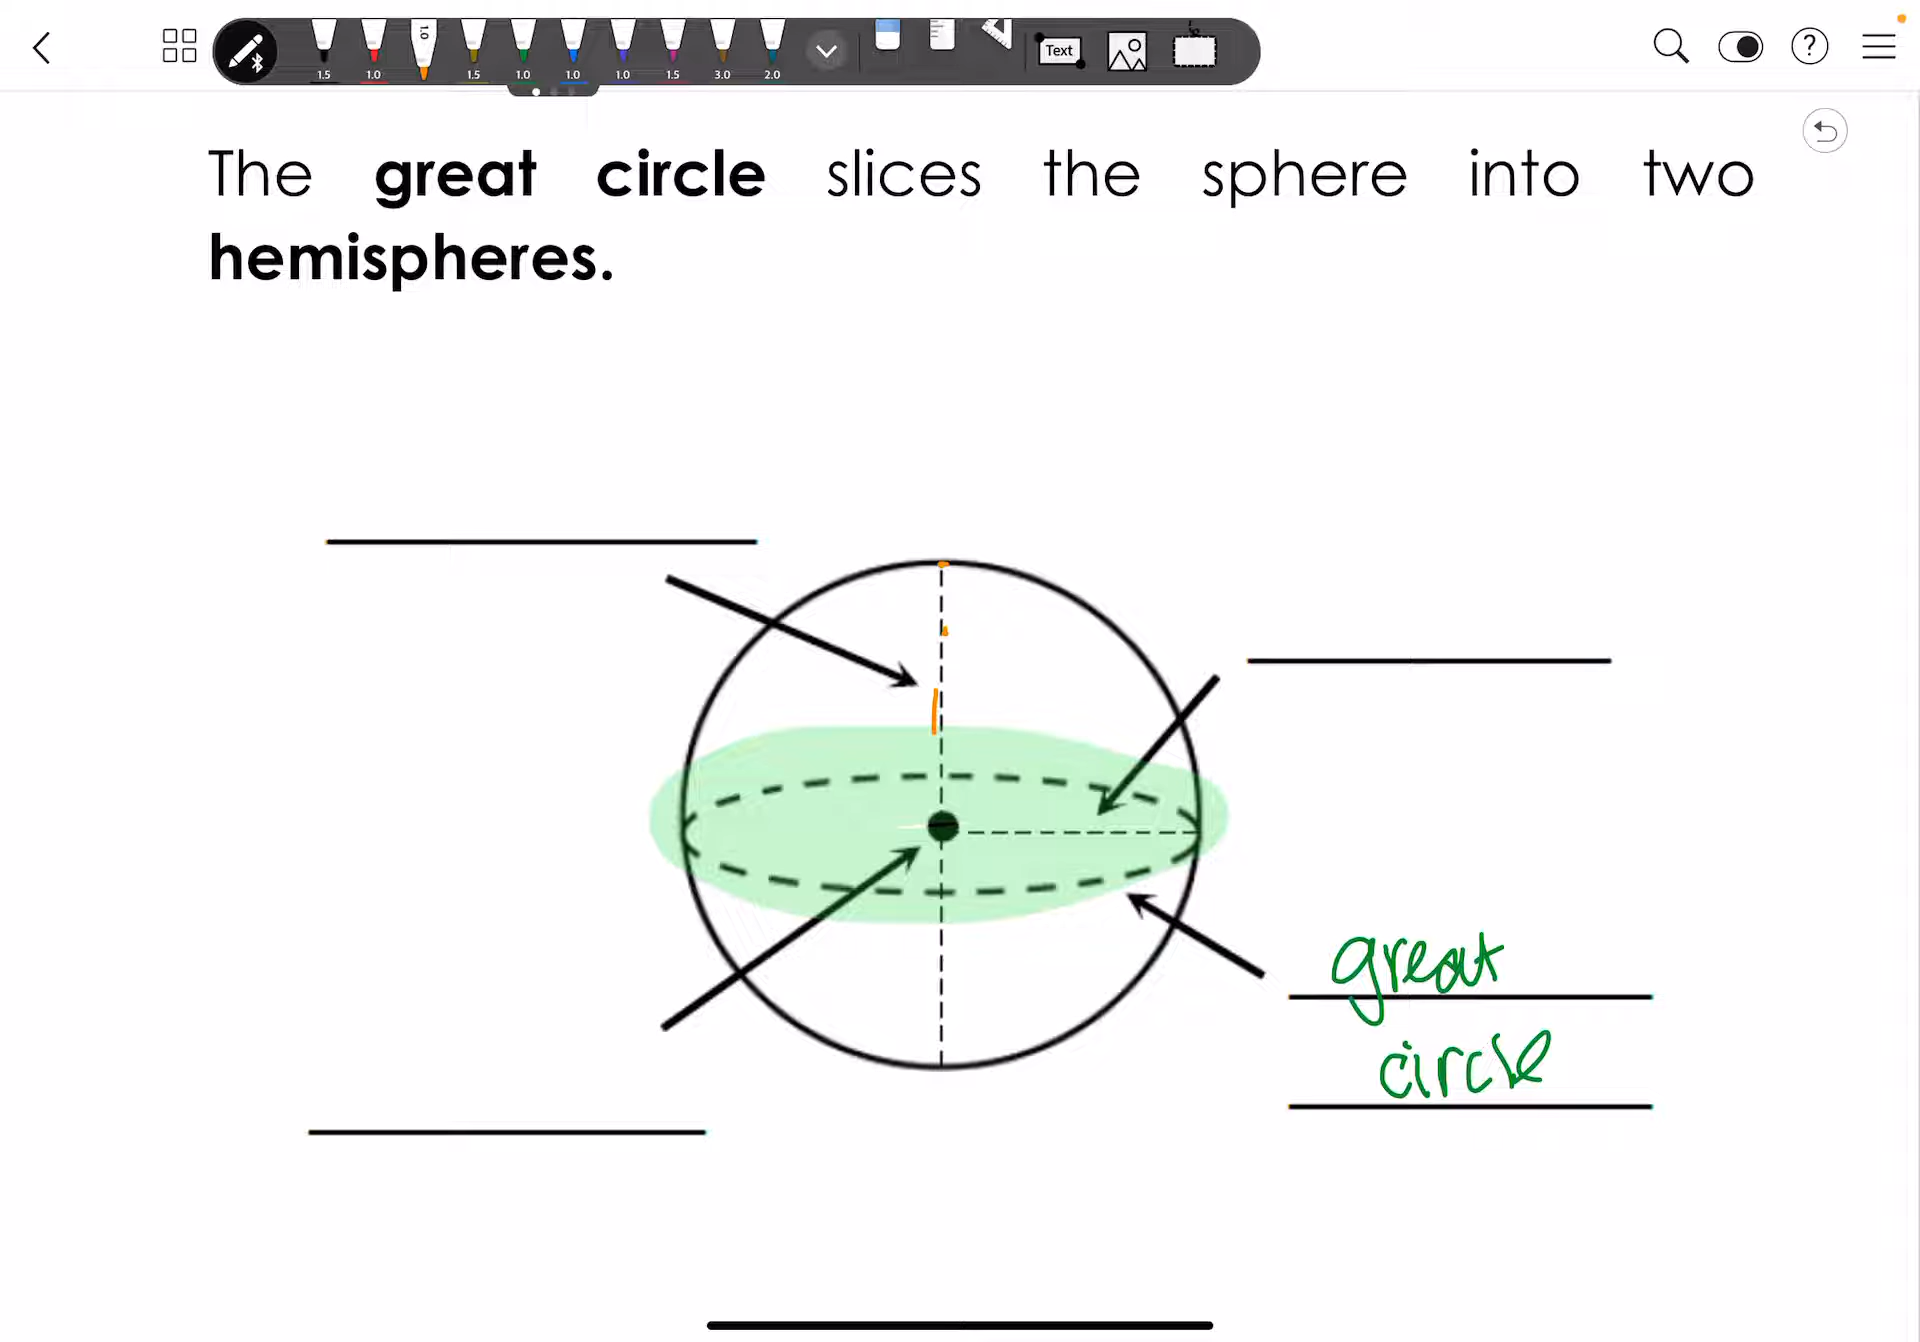 1.5 1.0 1.0 1.5 1.0 1.0 1.0 1.5 3.0 2.0 Text
The great circle slices the sphere into two
hemispheres.
great
circle